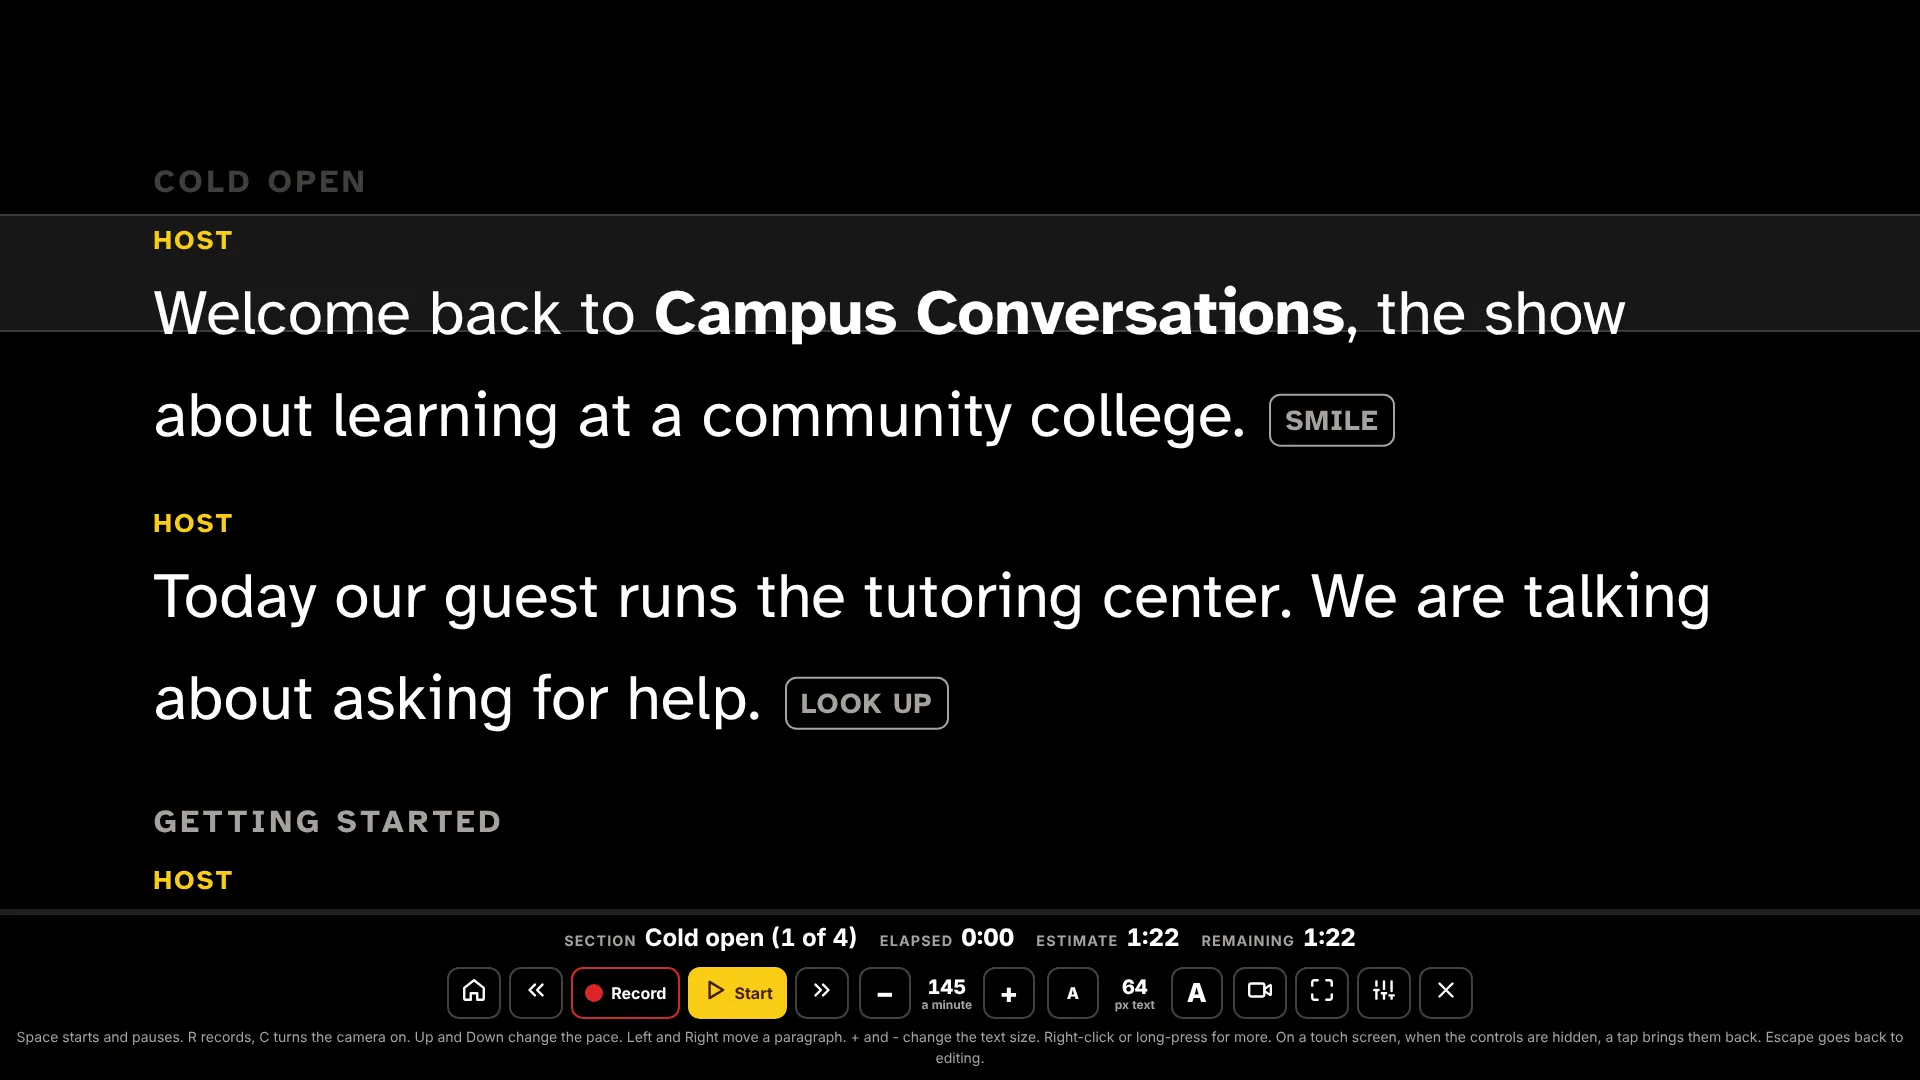 COLD OPEN
HOST
Welcome back to Campus Conversations, the show
about learning at a community college. SMILE
HOST
Today our guest runs the tutoring center. We are talking
about asking for help. LOOK UP
GETTING STARTED
HOST
SECTION Cold open (1 of 4) ELAPSED 0:00 ESTIMATE 1:22 REMAINING 1:22
Record Start − 145 a minute + A 64 px text A
Space starts and pauses. R records, C turns the camera on. Up and Down change the pace. Left and Right move a paragraph. + and - change the text size. Right-click or long-press for more. On a touch screen, when the controls are hidden, a tap brings them back. Escape goes back to
editing.